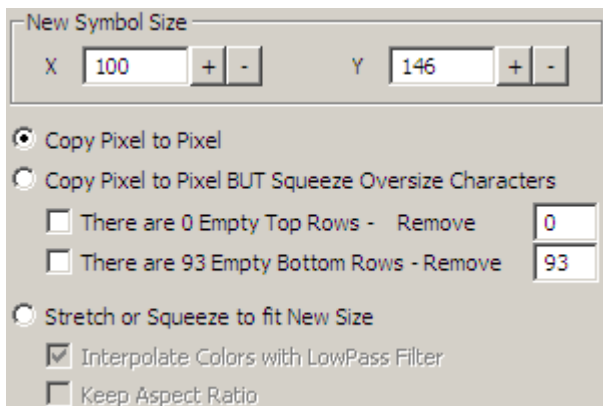 New Symbol Size
X 100 + - Y 146 + -
Copy Pixel to Pixel
Copy Pixel to Pixel BUT Squeeze Oversize Characters
There are 0 Empty Top Rows - Remove 0
There are 93 Empty Bottom Rows - Remove 93
Stretch or Squeeze to fit New Size
Interpolate Colors with LowPass Filter
Keep Aspect Ratio